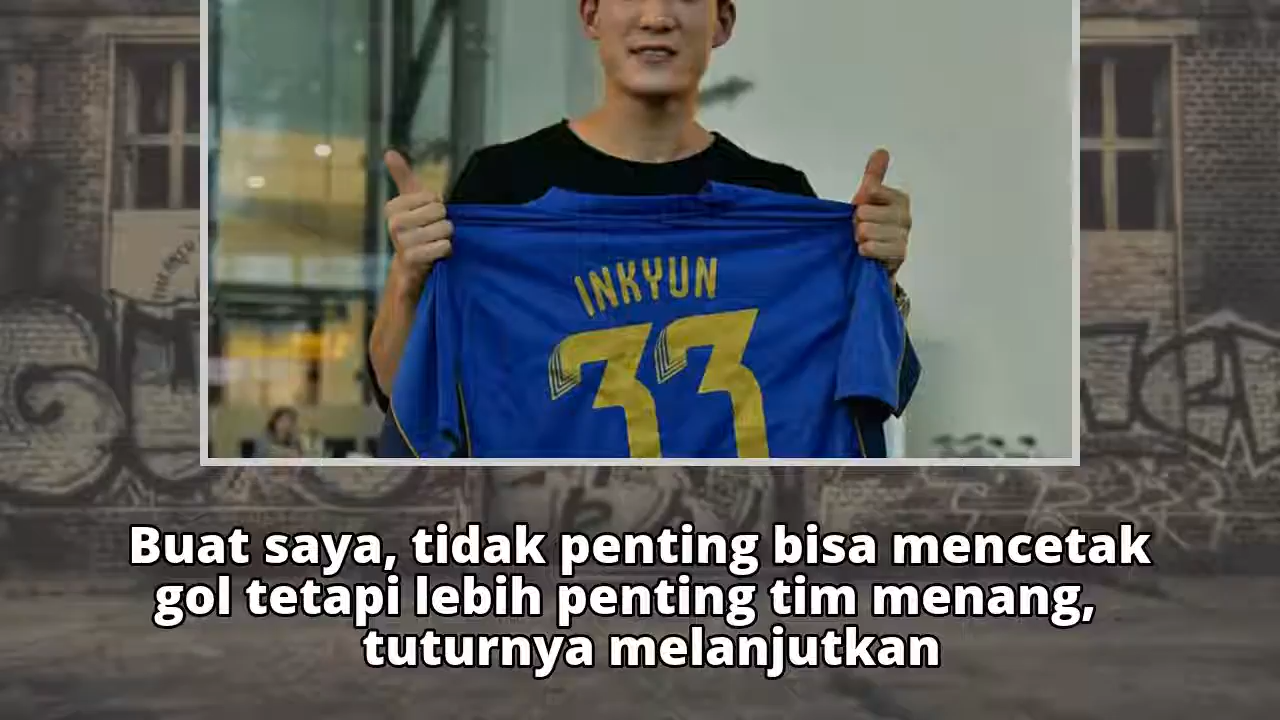 INKYUN
33
Buat saya, tidak penting bisa mencetak
gol tetapi lebih penting tim menang,
tuturnya melanjutkan